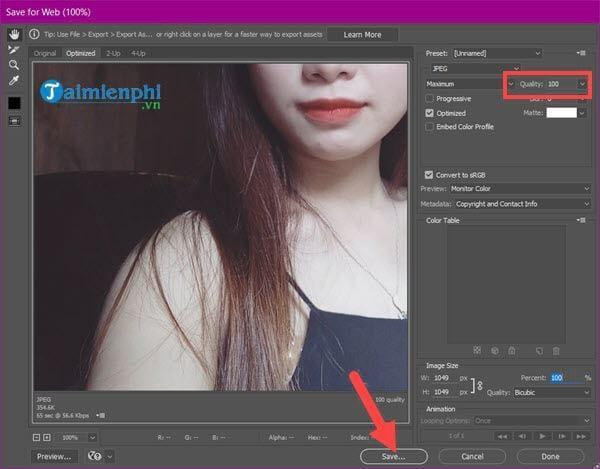 Save for Web (100%)
Tip: Use File > Export > Export As... or right click on a layer for a faster way to export assets
Learn More
Original Optimized 2-Up 4-Up
Preset: [Unnamed]
JPEG
Maximum Quality: 100
Progressive
Optimized Matte:
Embed Color Profile
Convert to sRGB
Preview: Monitor Color
Metadata: Copyright and Contact Info
Color Table
Taimienphi
.vn
Image Size
W: 1049 px Percent: 100 %
H: 1049 px Quality: Bicubic
Animation
Looping Options: Once
1 of 1
JPEG 100 quality
354.6K
65 sec @ 56.6 Kbps
100% R: -- G: -- B: -- Alpha: -- Hex: -- Index: --
Preview... Save... Cancel Done